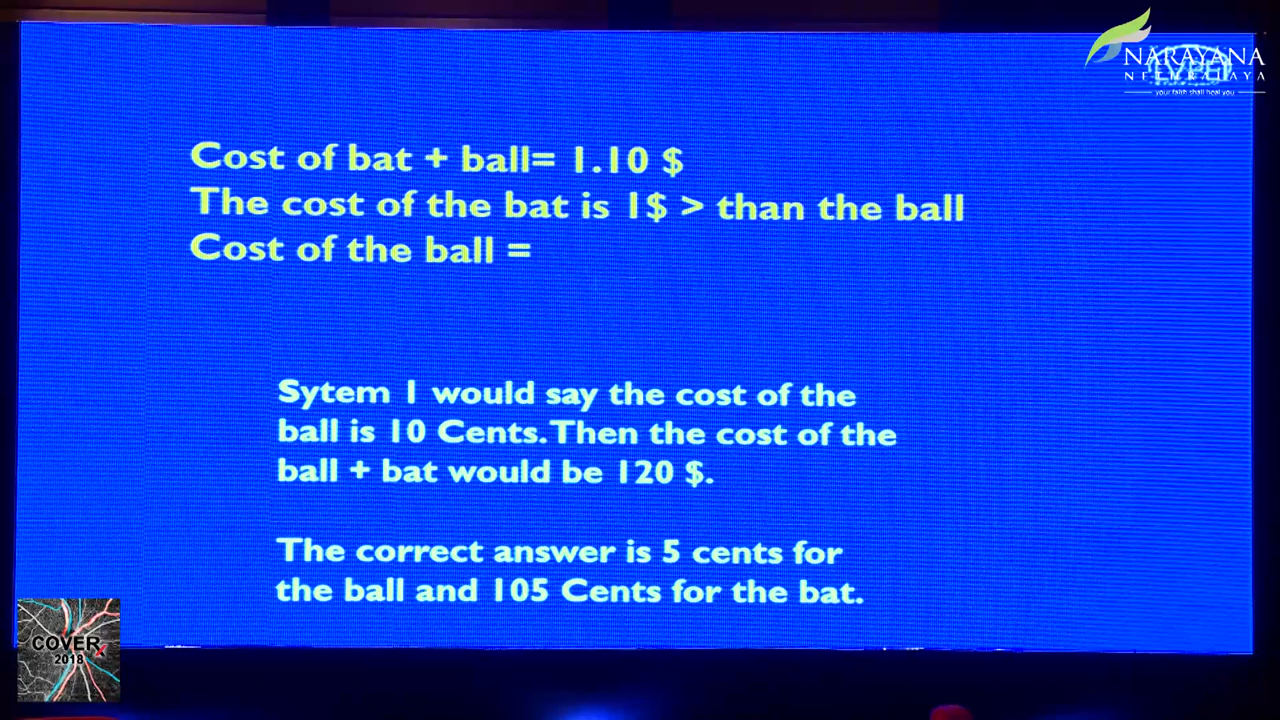 NARAYANA
NETHRALAYA
your faith shall heal you
Cost of bat + ball= 1.10 $
The cost of the bat is 1$ > than the ball
Cost of the ball =
Sytem 1 would say the cost of the
ball is 10 Cents.Then the cost of the
ball + bat would be 120 $.
The correct answer is 5 cents for
the ball and 105 Cents for the bat.
COVER
2018